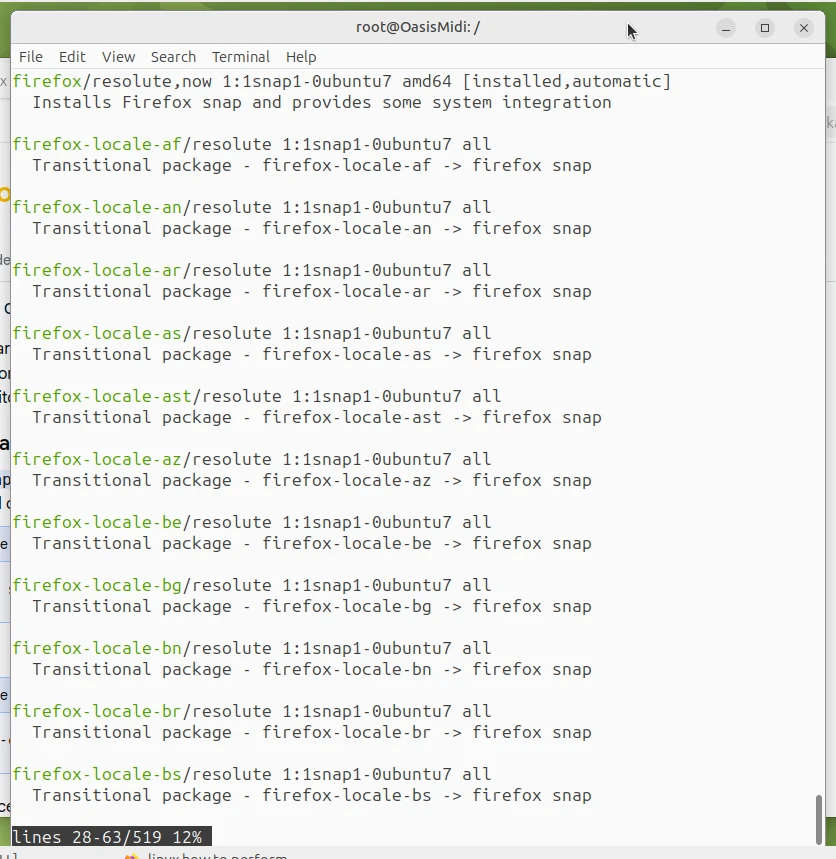 root@OasisMidi: /
File Edit View Search Terminal Help
firefox/resolute,now 1:1snap1-0ubuntu7 amd64 [installed,automatic]
Installs Firefox snap and provides some system integration
firefox-locale-af/resolute 1:1snap1-0ubuntu7 all
Transitional package - firefox-locale-af -> firefox snap
firefox-locale-an/resolute 1:1snap1-0ubuntu7 all
Transitional package - firefox-locale-an -> firefox snap
firefox-locale-ar/resolute 1:1snap1-0ubuntu7 all
Transitional package - firefox-locale-ar -> firefox snap
firefox-locale-as/resolute 1:1snap1-0ubuntu7 all
Transitional package - firefox-locale-as -> firefox snap
firefox-locale-ast/resolute 1:1snap1-0ubuntu7 all
Transitional package - firefox-locale-ast -> firefox snap
firefox-locale-az/resolute 1:1snap1-0ubuntu7 all
Transitional package - firefox-locale-az -> firefox snap
firefox-locale-be/resolute 1:1snap1-0ubuntu7 all
Transitional package - firefox-locale-be -> firefox snap
firefox-locale-bg/resolute 1:1snap1-0ubuntu7 all
Transitional package - firefox-locale-bg -> firefox snap
firefox-locale-bn/resolute 1:1snap1-0ubuntu7 all
Transitional package - firefox-locale-bn -> firefox snap
firefox-locale-br/resolute 1:1snap1-0ubuntu7 all
Transitional package - firefox-locale-br -> firefox snap
firefox-locale-bs/resolute 1:1snap1-0ubuntu7 all
Transitional package - firefox-locale-bs -> firefox snap
lines 28-63/519 12%
linux how to perform